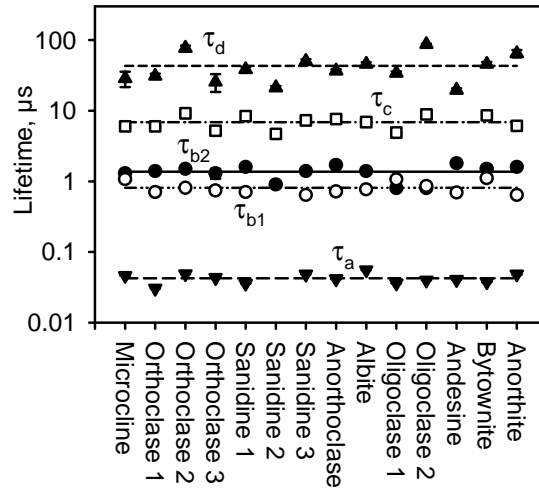 100
10
1
0.1
0.01
Lifetime, μs
τd
τc
τb2
τb1
τa
Microcline
Orthoclase 1
Orthoclase 2
Orthoclase 3
Sanidine 1
Sanidine 2
Sanidine 3
Anorthoclase
Albite
Oligoclase 1
Oligoclase 2
Andesine
Bytownite
Anorthite